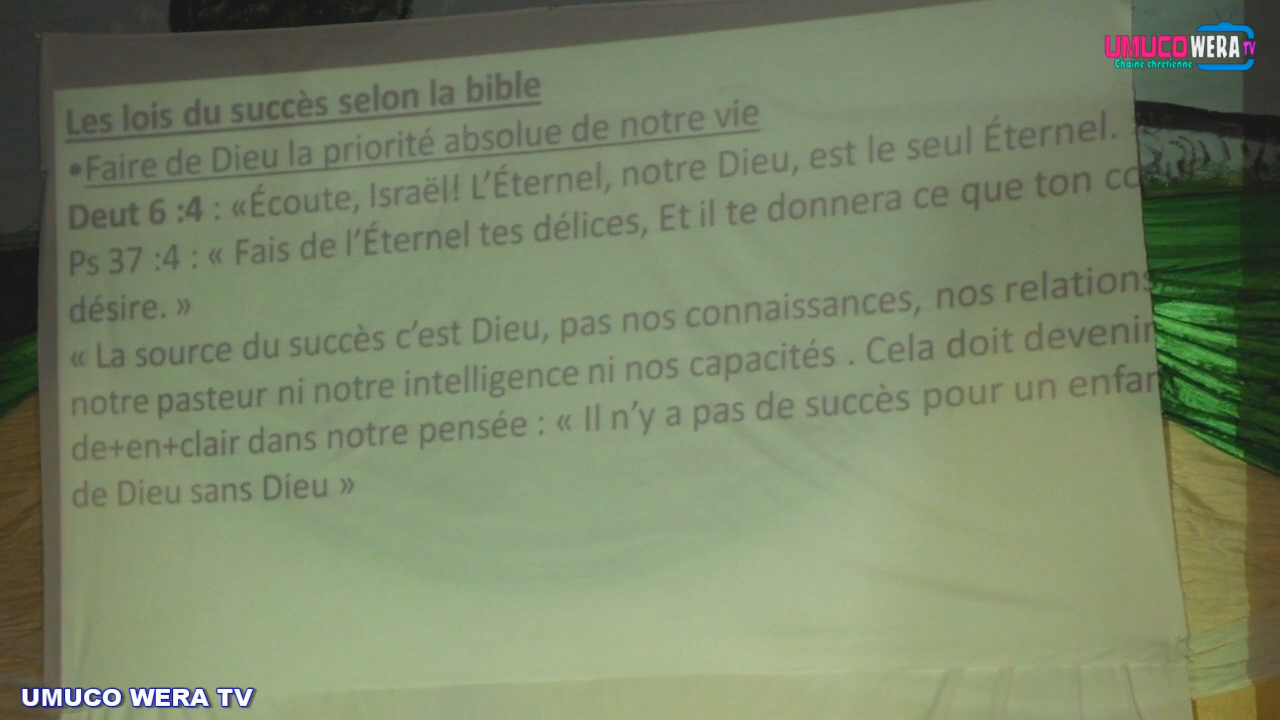 UMUCO WERA TV
Chaine chretienne
Les lois du succès selon la bible
•Faire de Dieu la priorité absolue de notre vie
Deut 6 :4 : «Écoute, Israël! L’Éternel, notre Dieu, est le seul Éternel.
Ps 37 :4 : « Fais de l’Éternel tes délices, Et il te donnera ce que ton
désire. »
« La source du succès c’est Dieu, pas nos connaissances, nos relations
notre pasteur ni notre intelligence ni nos capacités . Cela doit devenir
de+en+clair dans notre pensée : « Il n’y a pas de succès pour un
de Dieu sans Dieu »
UMUCO WERA TV